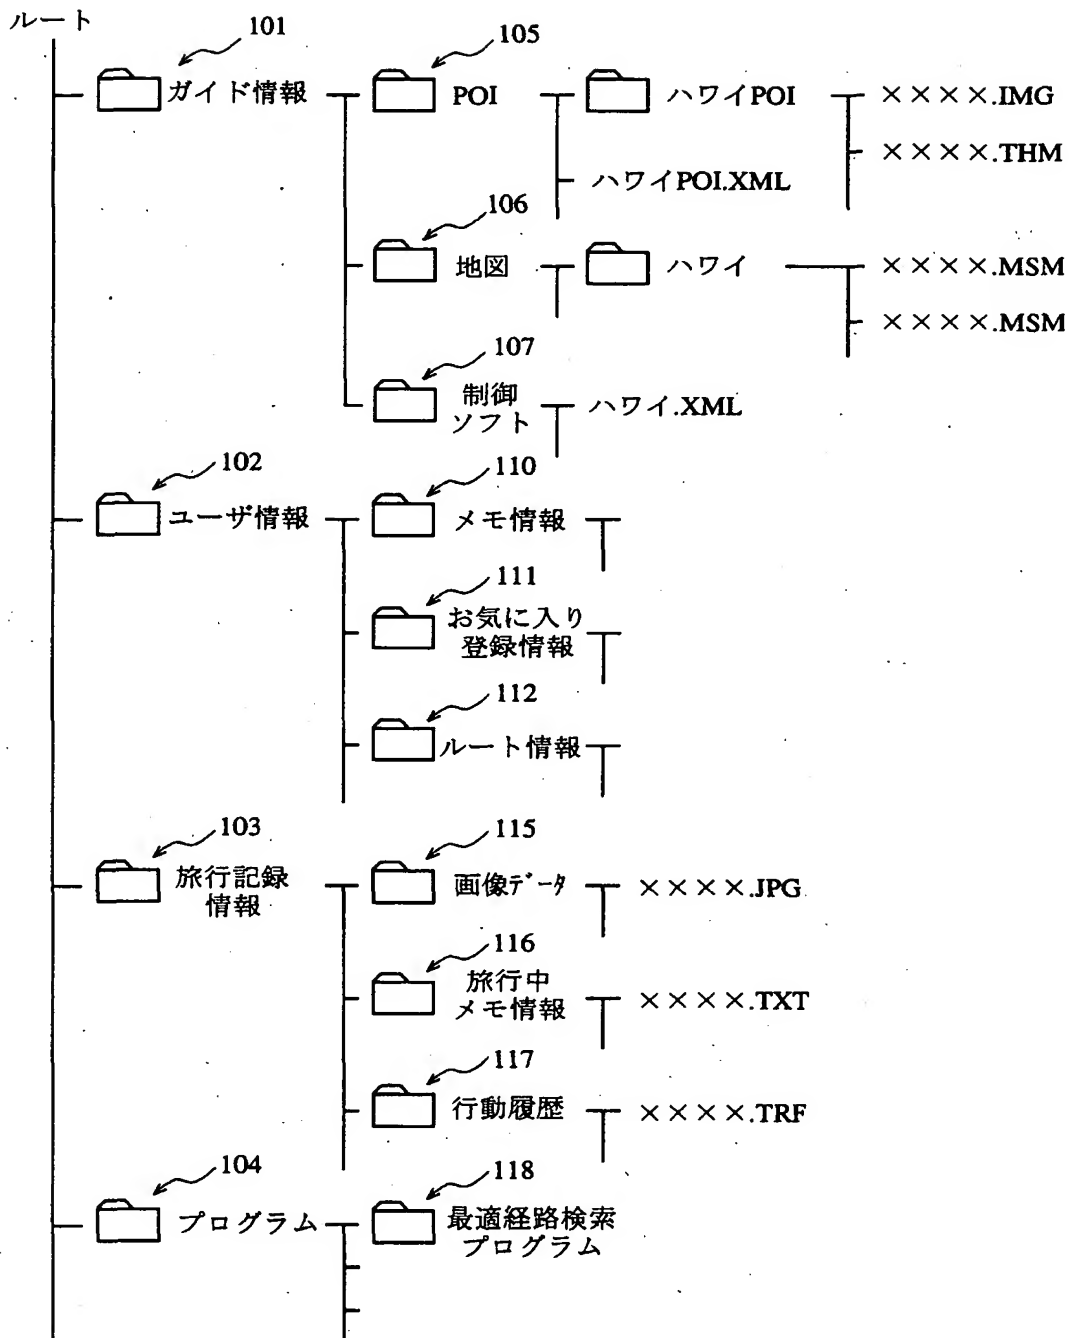 ルート
101
ガイド情報
105
POI
ハワイPOI
××××.IMG
××××.THM
ハワイPOI.XML
106
地図
ハワイ
××××.MSM
××××.MSM
107
制御
ソフト
ハワイ.XML
102
ユーザ情報
110
メモ情報
111
お気に入り
登録情報
112
ルート情報
103
旅行記録
情報
115
画像データ
××××.JPG
116
旅行中
メモ情報
××××.TXT
117
行動履歴
××××.TRF
104
プログラム
118
最適経路検索
プログラム